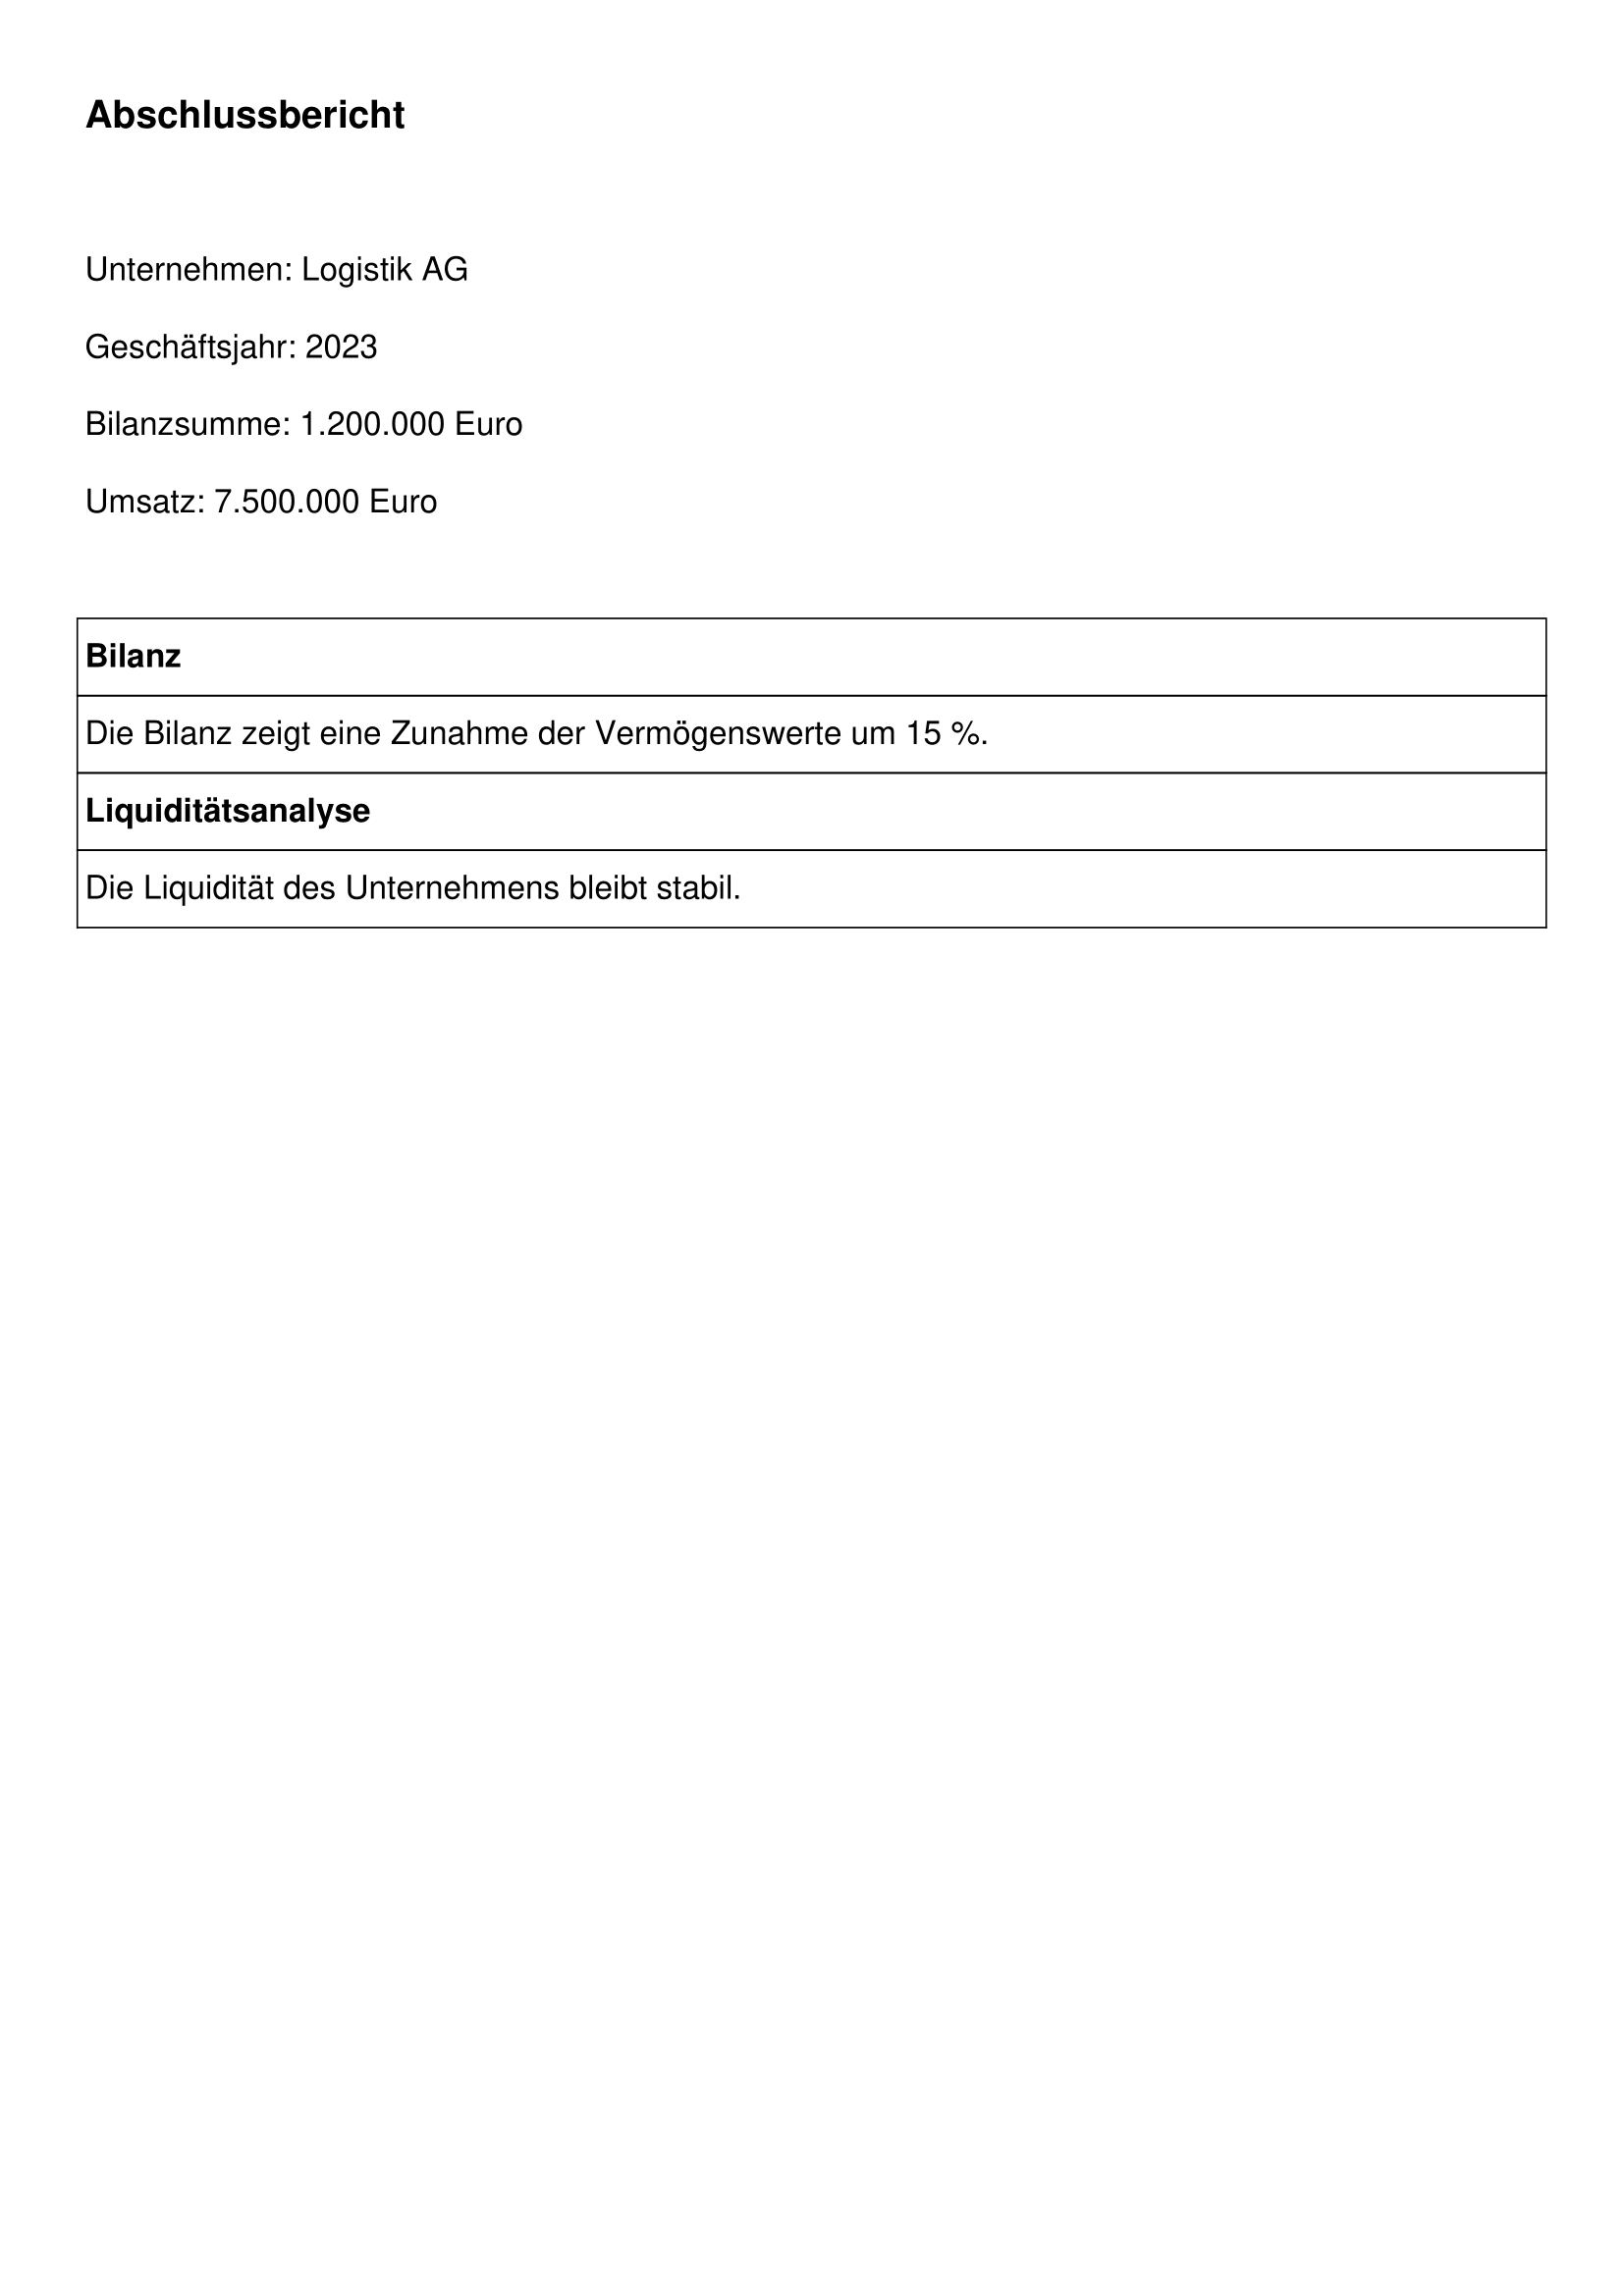 Abschlussbericht
Unternehmen: Logistik AG
Geschäftsjahr: 2023
Bilanzsumme: 1.200.000 Euro
Umsatz: 7.500.000 Euro
Bilanz
Die Bilanz zeigt eine Zunahme der Vermögenswerte um 15 %.
Liquiditätsanalyse
Die Liquidität des Unternehmens bleibt stabil.